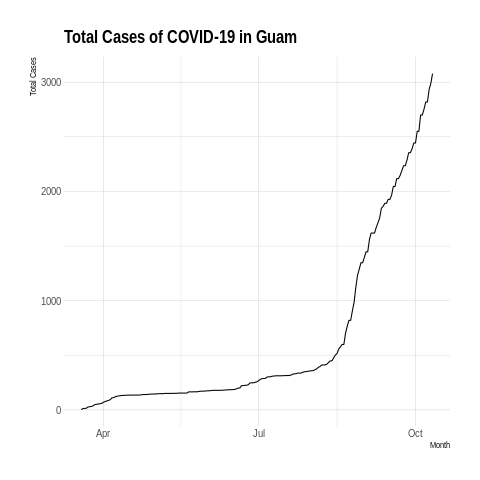 Total Cases of COVID-19 in Guam
Total Cases
3000
2000
1000
0
Apr
Jul
Oct
Month